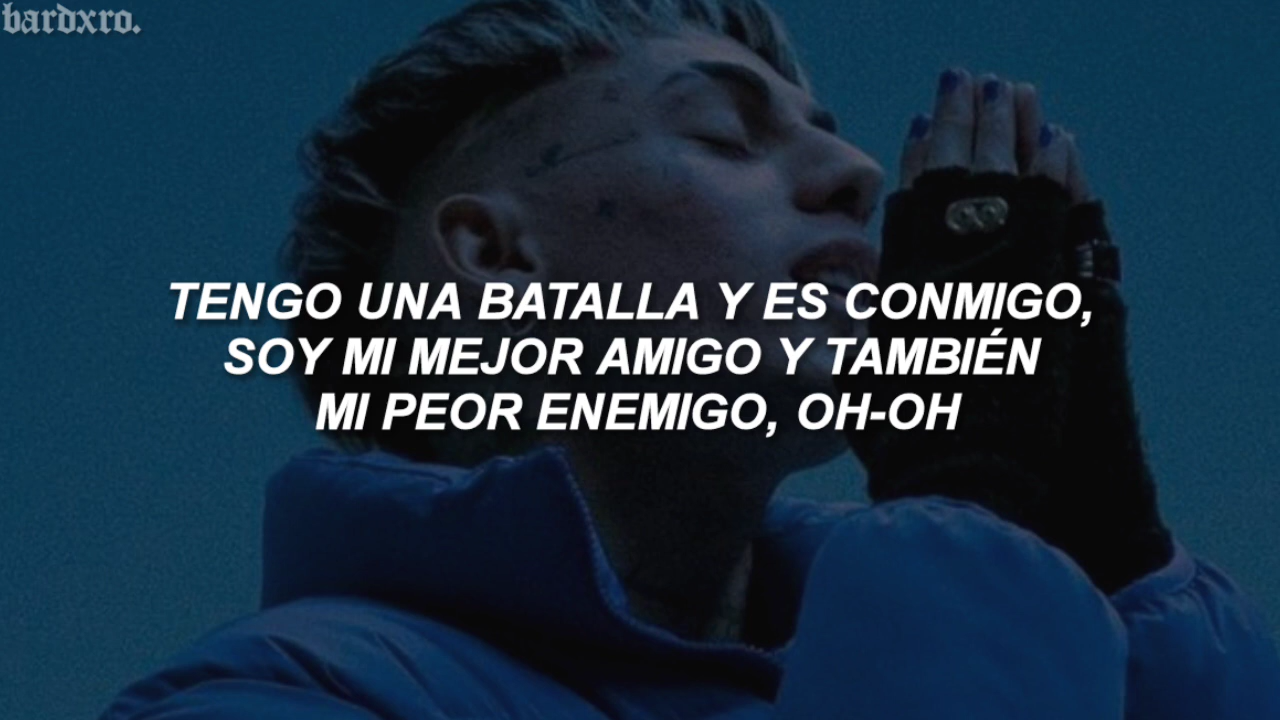 bardxro.
TENGO UNA BATALLA Y ES CONMIGO,
SOY MI MEJOR AMIGO Y TAMBIÉN
MI PEOR ENEMIGO, OH-OH